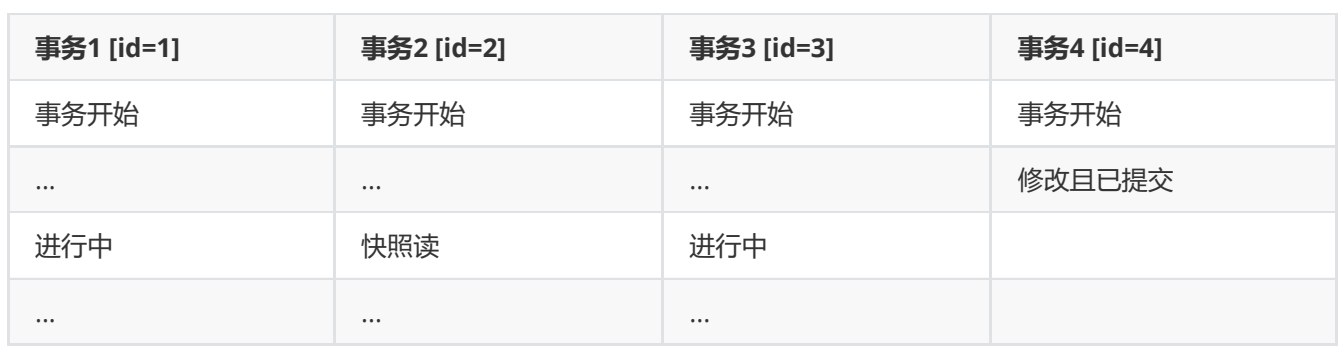 事务1 [id=1] 事务2 [id=2] 事务3 [id=3] 事务4 [id=4]
事务开始 事务开始 事务开始 事务开始
... ... ... 修改且已提交
进行中 快照读 进行中
... ... ...